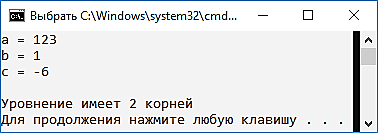 Выбрать C:\Windows\system32\cmd...
a = 123
b = 1
c = -6
Уровнение имеет 2 корней
Для продолжения нажмите любую клавишу . . .